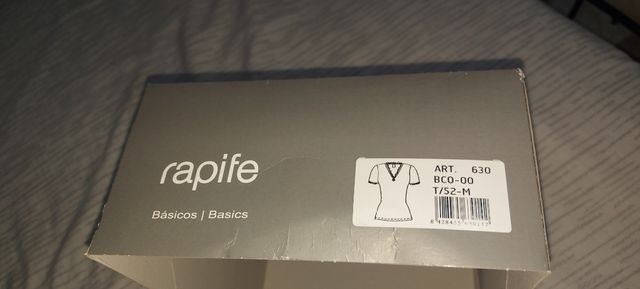 rapife
Básicos | Basics
ART. 630
BCO-00
T/52-M